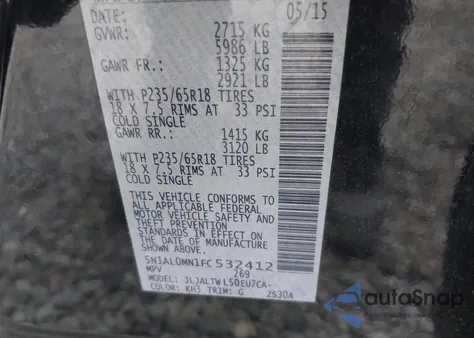 05/15
GVWR: 2715 KG
5986 LB
GAWR FR.: 1325 KG
2921 LB
WITH P235/65R18 TIRES
18 X 7.5 RIMS AT 33 PSI
COLD SINGLE
GAWR RR.: 1415 KG
3120 LB
WITH P235/65R18 TIRES
18 X 7.5 RIMS AT 33 PSI
COLD SINGLE
THIS VEHICLE CONFORMS TO
ALL APPLICABLE FEDERAL
MOTOR VEHICLE SAFETY AND
THEFT PREVENTION
STANDARDS IN EFFECT ON
THE DATE OF MANUFACTURE
SHOWN ABOVE.
5N1AL0MN1FC532412
MPV 269
MODEL: JLJALTWL50EU7CA-
COLOR: KH3 TRIM: G 2S30A
autoSnap